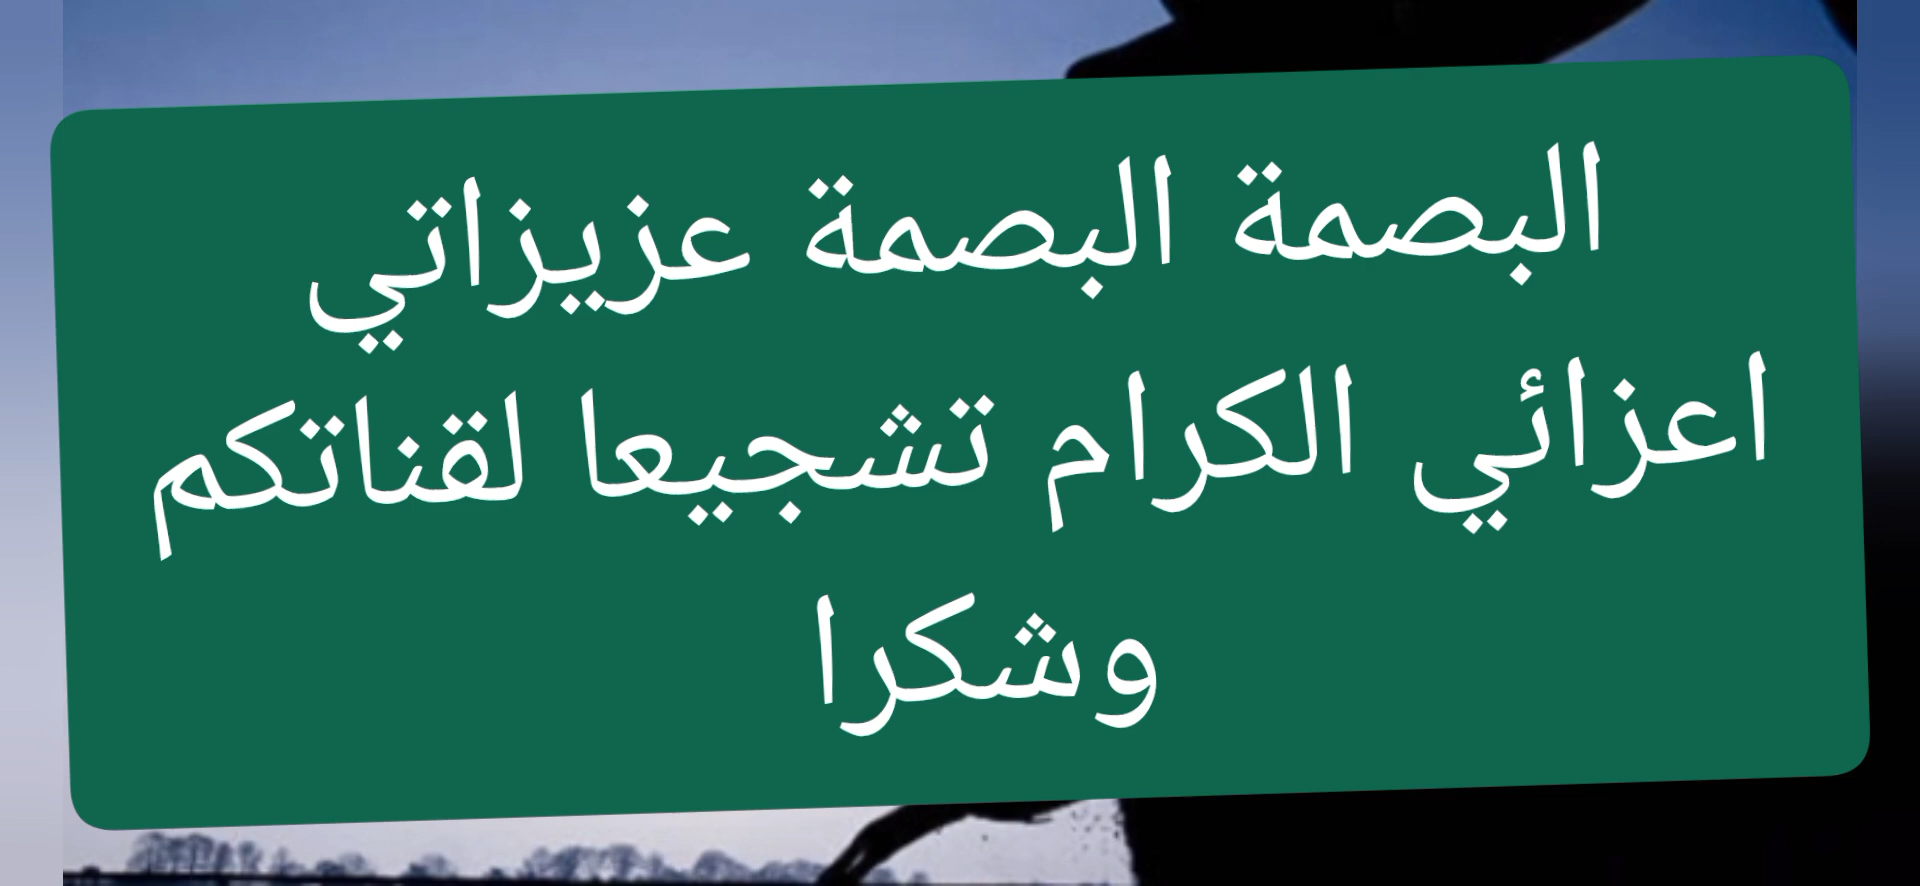 البصمة البصمة عزيزاتي
اعزائي الكرام تشجيعا لقناتكم
وشكرا